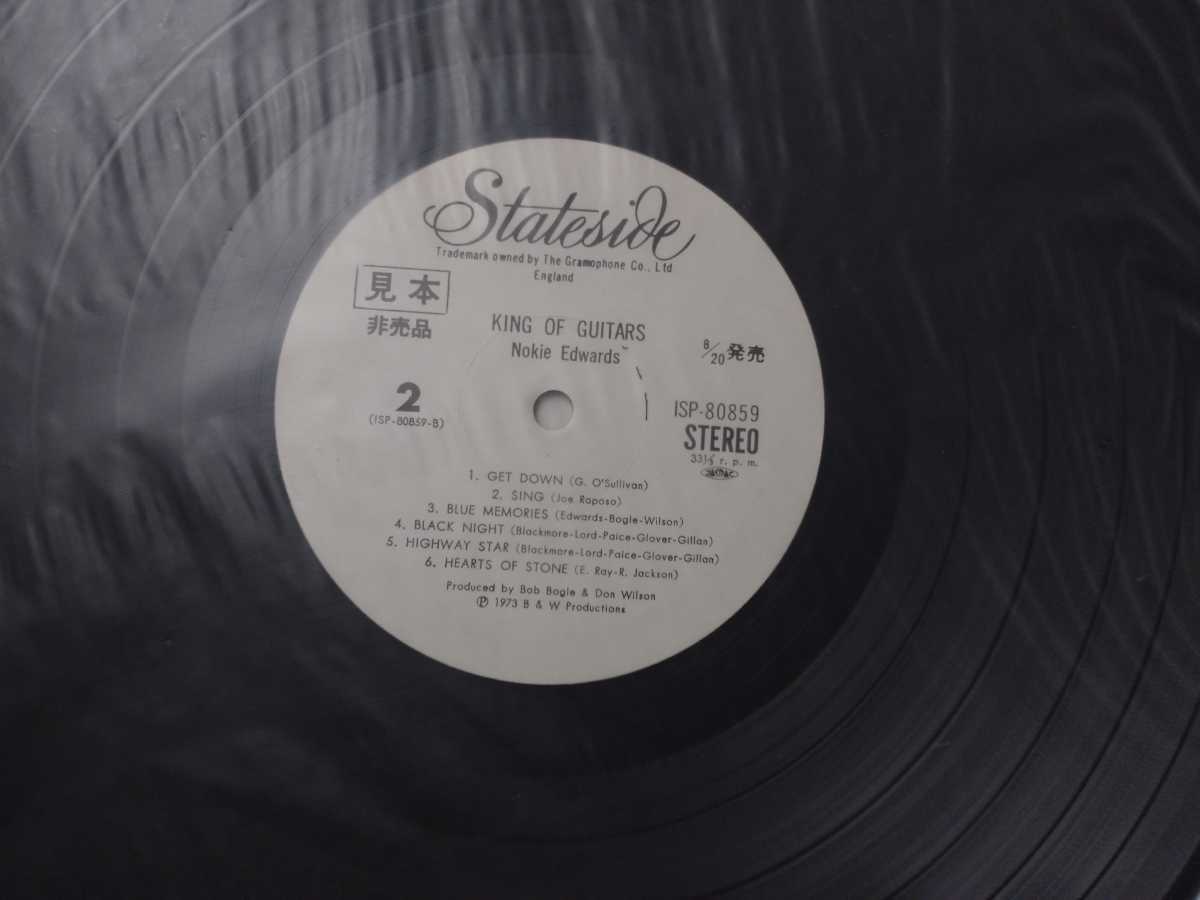 Stateside
Trademark owned by The Gramophone Co., Ltd
England
見本
非売品
KING OF GUITARS
Nokie Edwards
8/20発売
2
(ISP-80859-B)
ISP-80859
STEREO
33⅓ r. p. m.
1. GET DOWN (G. O'Sullivan)
2. SING (Joe Raposo)
3. BLUE MEMORIES (Edwards-Bogle-Wilson)
4. BLACK NIGHT (Blackmore-Lord-Paice-Glover-Gillan)
5. HIGHWAY STAR (Blackmore-Lord-Paice-Glover-Gillan)
6. HEARTS OF STONE (E. Ray-R. Jackson)
Produced by Bob Bogle & Don Wilson
Ⓟ 1973 B & W Productions